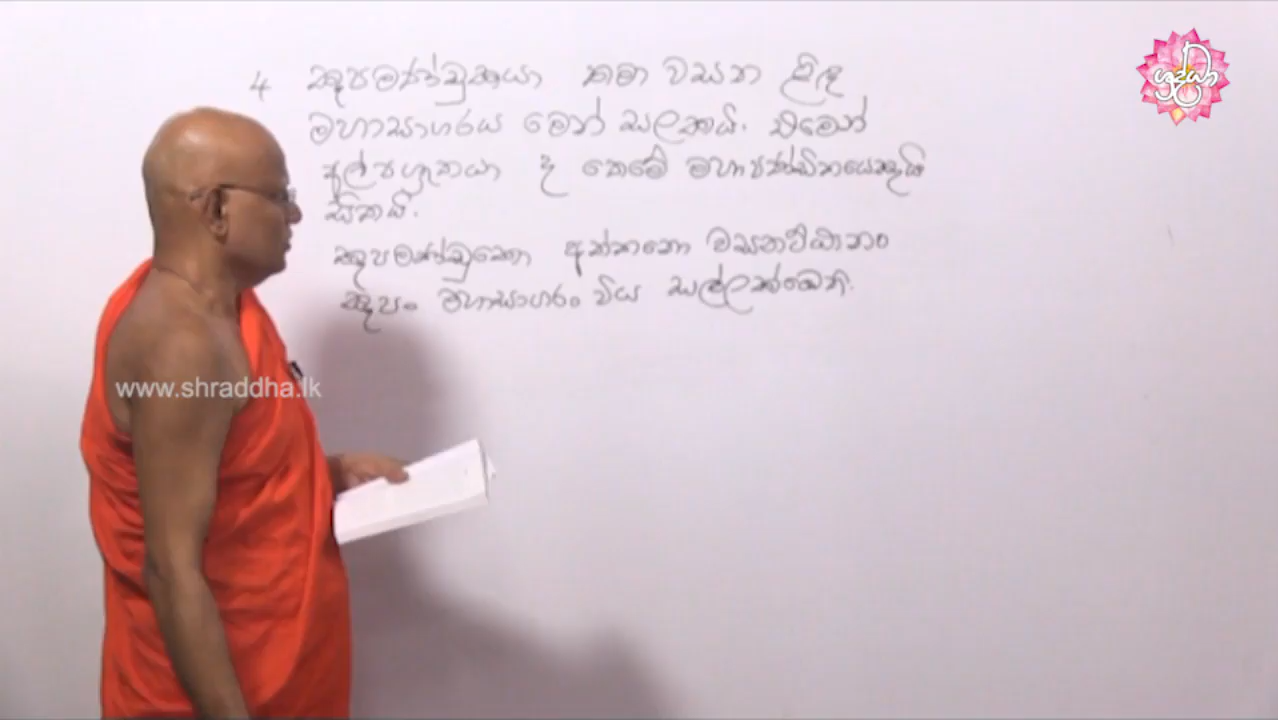 4 කූපමණ්ඩූකයා තමා වසන ළිඳ
මහාසාගරය මෙන් සලකයි. එමෙන්
අල්පශ්‍රැතයා ද තෙමේ මහාපණ්ඩිතයෙකැයි
සිතයි.
කූපමණ්ඩූකො අත්තනො වසනට්ඨානං
කූපං මහාසාගරං විය සල්ලක්ඛෙති.
www.shraddha.lk
ශ්‍රද්ධා